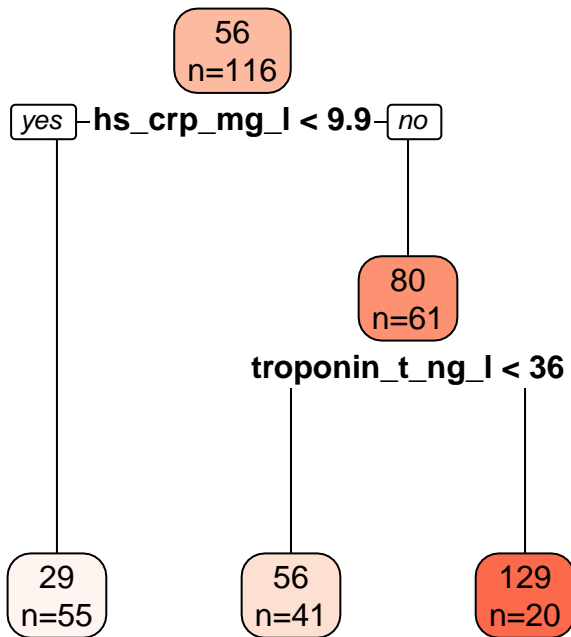 56
n=116
yes hs_crp_mg_l < 9.9 no
80
n=61
troponin_t_ng_l < 36
29
n=55
56
n=41
129
n=20